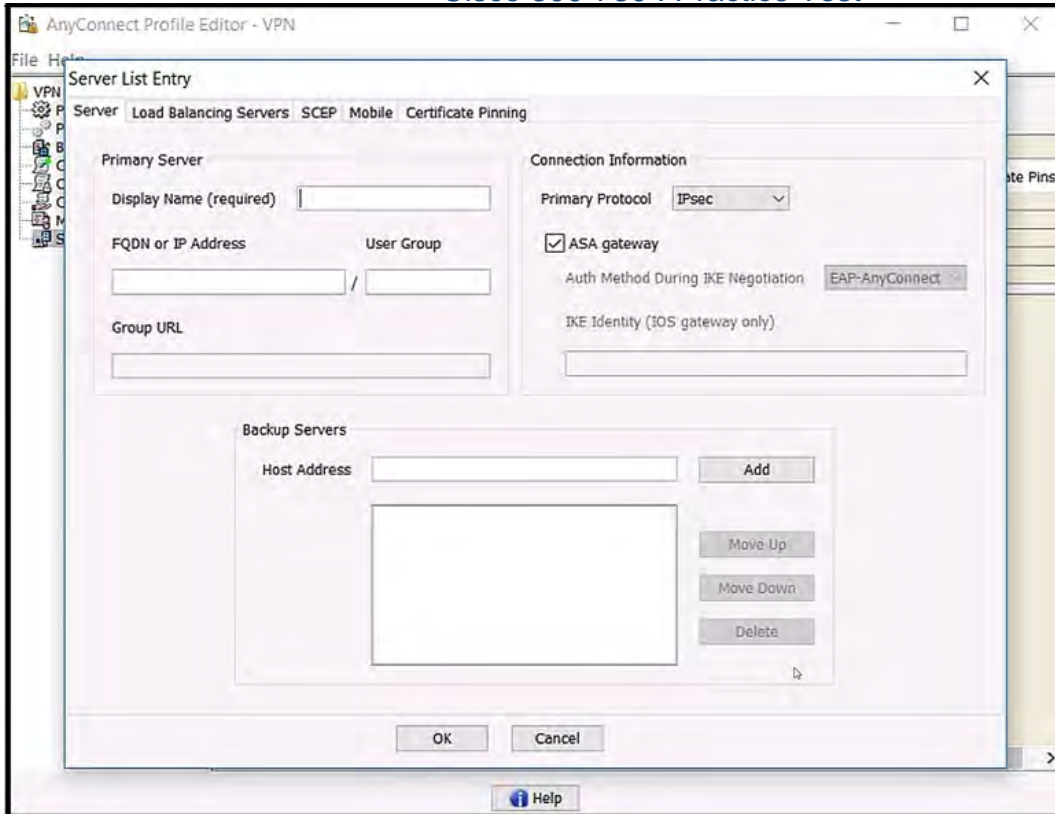 AnyConnect Profile Editor - VPN
File Help
VPN
Server List Entry
Server Load Balancing Servers SCEP Mobile Certificate Pinning
Primary Server
Display Name (required)
FQDN or IP Address User Group
/
Group URL
Connection Information
Primary Protocol IPsec
ASA gateway
Auth Method During IKE Negotiation EAP-AnyConnect
IKE Identity (IOS gateway only)
ate Pins
Backup Servers
Host Address Add
Move Up
Move Down
Delete
OK Cancel
Help